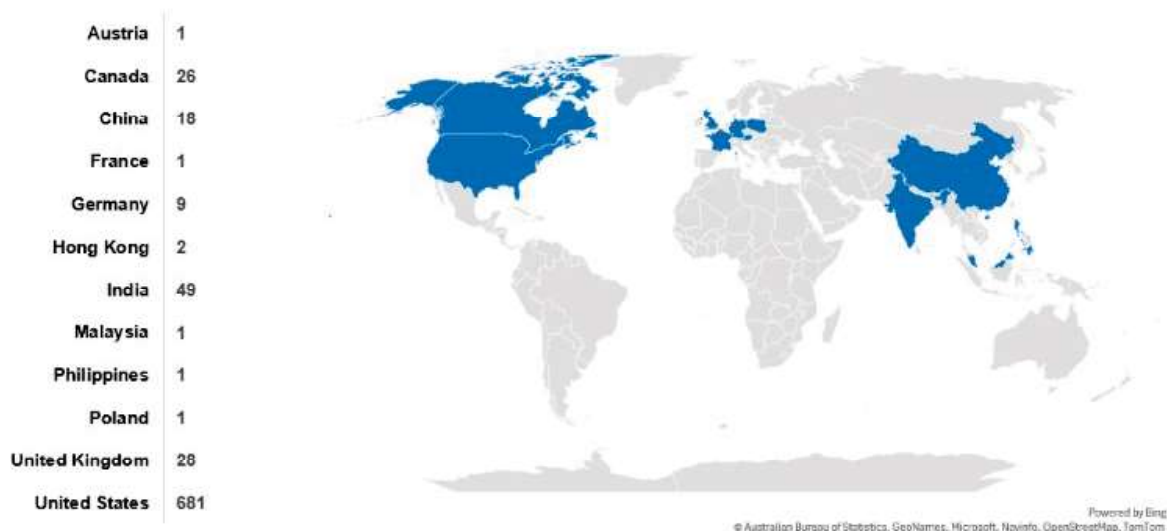 Austria 1
Canada 26
China 18
France 1
Germany 9
Hong Kong 2
India 49
Malaysia 1
Philippines 1
Poland 1
United Kingdom 28
United States 681
Powered by Bing
© Australian Bureau of Statistics, GeoNames, Microsoft, Navinfo, OpenStreetMap, TomTom